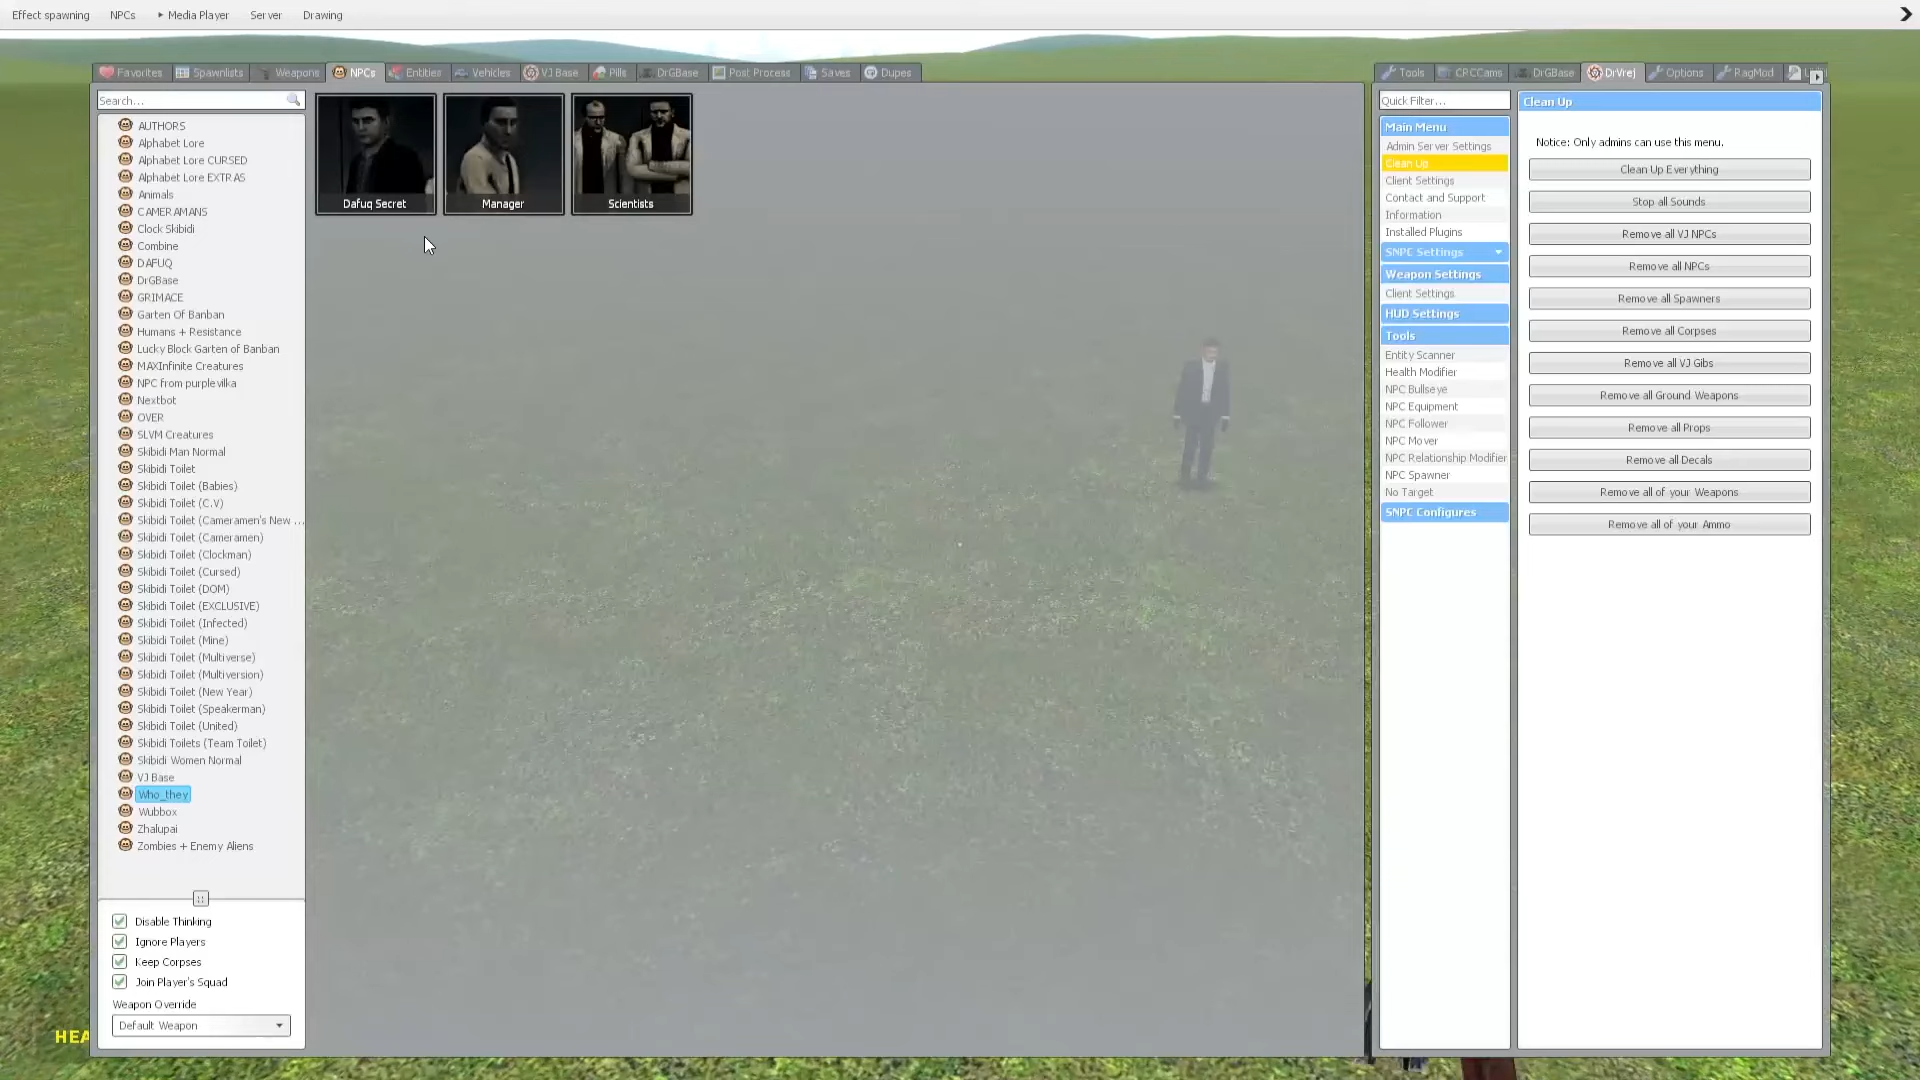 Effect spawning NPCs Media Player Server Drawing
Favorites Spawnlists Weapons NPCs Entities Vehicles VJ Base Pills DrGBase Post Process Saves Dupes
Search...
AUTHORS
Alphabet Lore
Alphabet Lore CURSED
Alphabet Lore EXTRAS
Animals
CAMERAMANS
Clock Skibidi
Combine
DAFUQ
DrGBase
GRIMACE
Garten Of Banban
Humans + Resistance
Lucky Block Garten of Banban
MAXInfinite Creatures
NPC from purplevilka
Nextbot
OVER
SLVM Creatures
Skibidi Man Normal
Skibidi Toilet
Skibidi Toilet (Babies)
Skibidi Toilet (C.V)
Skibidi Toilet (Cameramen's New ...
Skibidi Toilet (Cameramen)
Skibidi Toilet (Clockman)
Skibidi Toilet (Cursed)
Skibidi Toilet (DOM)
Skibidi Toilet (EXCLUSIVE)
Skibidi Toilet (Infected)
Skibidi Toilet (Mine)
Skibidi Toilet (Multiverse)
Skibidi Toilet (Multiversion)
Skibidi Toilet (New Year)
Skibidi Toilet (Speakerman)
Skibidi Toilet (United)
Skibidi Toilets (Team Toilet)
Skibidi Women Normal
VJ Base
Who_they
Wubbox
Zhalupai
Zombies + Enemy Aliens
Disable Thinking
Ignore Players
Keep Corpses
Join Player's Squad
Weapon Override
Default Weapon
HEA
Dafuq Secret
Manager
Scientists
Tools CRCCams DrGBase DrVrej Options RagMod
Quick Filter...
Main Menu
Admin Server Settings
Clean Up
Client Settings
Contact and Support
Information
Installed Plugins
SNPC Settings
Weapon Settings
Client Settings
HUD Settings
Tools
Entity Scanner
Health Modifier
NPC Bullseye
NPC Equipment
NPC Follower
NPC Mover
NPC Relationship Modifier
NPC Spawner
No Target
SNPC Configures
Clean Up
Notice: Only admins can use this menu.
Clean Up Everything
Stop all Sounds
Remove all VJ NPCs
Remove all NPCs
Remove all Spawners
Remove all Corpses
Remove all VJ Gibs
Remove all Ground Weapons
Remove all Props
Remove all Decals
Remove all of your Weapons
Remove all of your Ammo